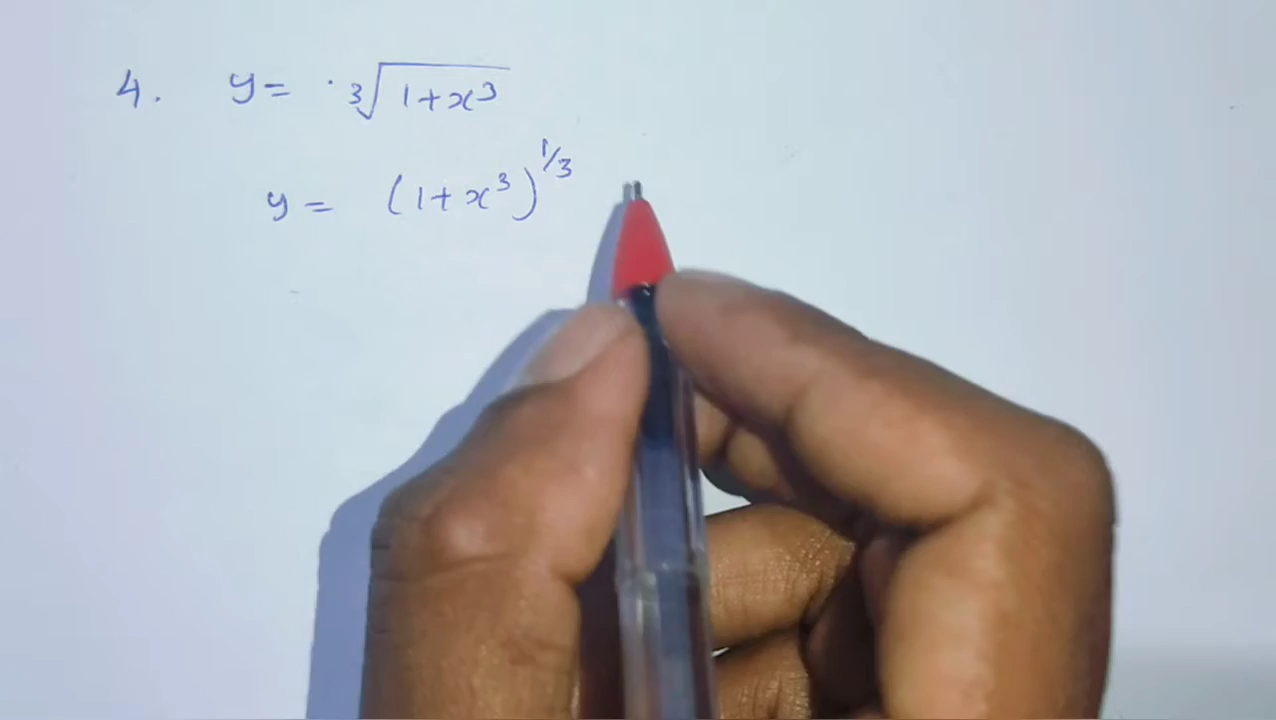 4. y = ∛(1+x³)
y = (1+x³)^1/3